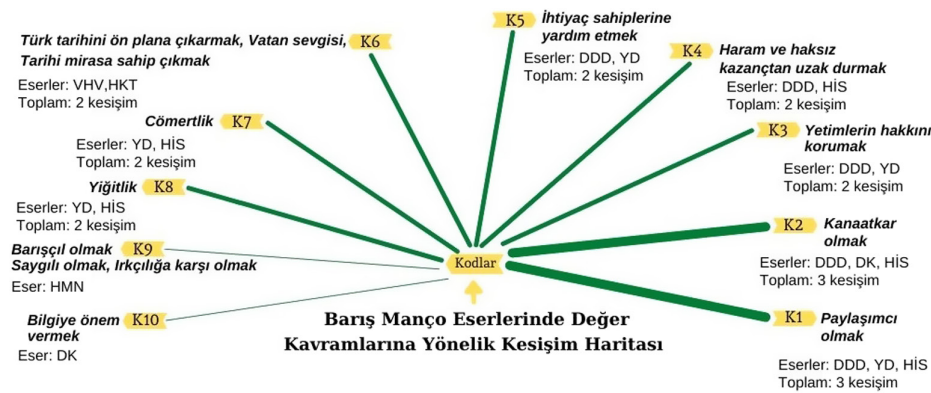 K5
İhtiyaç sahiplerine
yardım etmek
Eserler: DDD, YD
Toplam: 2 kesişim
Türk tarihini ön plana çıkarmak, Vatan sevgisi,
Tarihi mirasa sahip çıkmak
K6
Eserler: VHV,HKT
Toplam: 2 kesişim
K4
Haram ve haksız
kazançtan uzak durmak
Eserler: DDD, HİS
Toplam: 2 kesişim
Cömertlik
K7
Eserler: YD, HİS
Toplam: 2 kesişim
K3
Yetimlerin hakkını
korumak
Eserler: DDD, YD
Toplam: 2 kesişim
Yiğitlik
K8
Eserler: YD, HİS
Toplam: 2 kesişim
K2
Kanaatkar
olmak
Eserler: DDD, DK, HİS
Toplam: 3 kesişim
Barışçıl olmak
K9
Saygılı olmak, Irkçılığa karşı olmak
Eser: HMN
Kodlar
Bilgiye önem
vermek
K10
Eser: DK
Barış Manço Eserlerinde Değer
Kavramlarına Yönelik Kesişim Haritası
K1
Paylaşımcı
olmak
Eserler: DDD, YD, HİS
Toplam: 3 kesişim